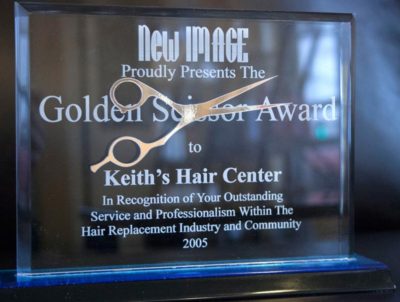 New IMAGE
Proudly Presents The
Golden Scissor Award
to
Keith's Hair Center
In Recognition of Your Outstanding
Service and Professionalism Within The
Hair Replacement Industry and Community
2005